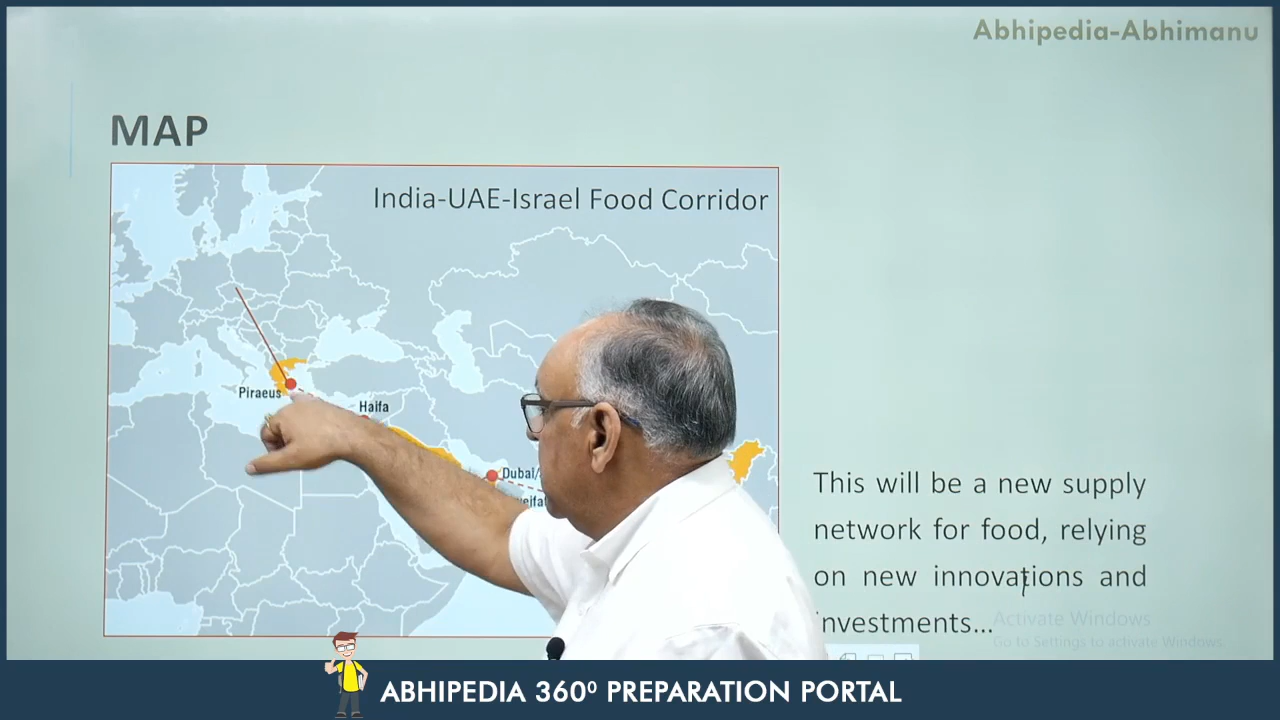 Abhipedia-Abhimanu
MAP
India-UAE-Israel Food Corridor
Piraeus
Haifa
Dubai/
This will be a new supply
network for food, relying
on new innovations and
investments...
Activate Windows
Go to Settings to activate Windows.
ABHIPEDIA 360⁰ PREPARATION PORTAL